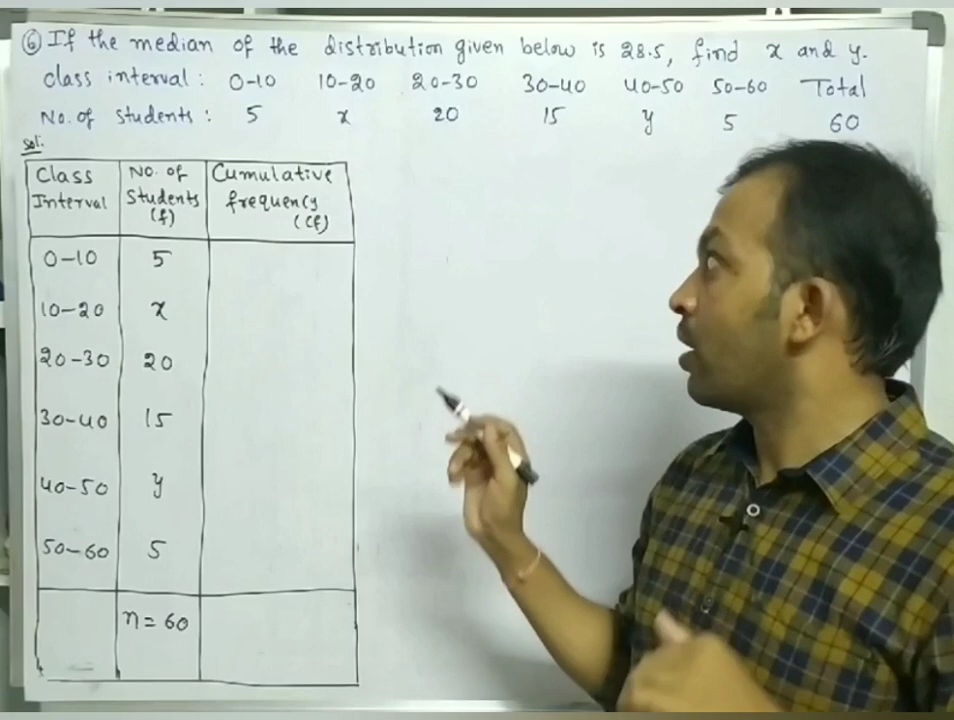 ⑥ If the median of the distribution given below is 28.5, find x and y.
class interval: 0-10 10-20 20-30 30-40 40-50 50-60 Total
No. of students: 5 x 20 15 y 5 60
Sol:
Class Interval No. of Students (f) Cumulative frequency (cf)
0-10 5
10-20 x
20-30 20
30-40 15
40-50 y
50-60 5
n = 60